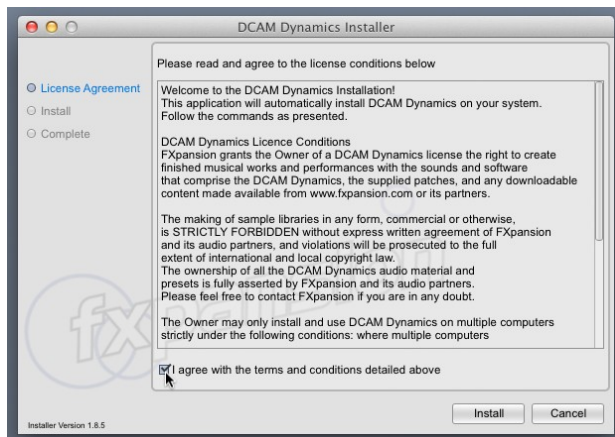 DCAM Dynamics Installer
Please read and agree to the license conditions below
License Agreement
Install
Complete
Welcome to the DCAM Dynamics Installation!
This application will automatically install DCAM Dynamics on your system.
Follow the commands as presented.
DCAM Dynamics Licence Conditions
FXpansion grants the Owner of a DCAM Dynamics license the right to create
finished musical works and performances with the sounds and software
that comprise the DCAM Dynamics, the supplied patches, and any downloadable
content made available from www.fxpansion.com or its partners.
The making of sample libraries in any form, commercial or otherwise,
is STRICTLY FORBIDDEN without express written agreement of FXpansion
and its audio partners, and violations will be prosecuted to the full
extent of international and local copyright law.
The ownership of all the DCAM Dynamics audio material and
presets is fully asserted by FXpansion and its audio partners.
Please feel free to contact FXpansion if you are in any doubt.
The Owner may only install and use DCAM Dynamics on multiple computers
strictly under the following conditions: where multiple computers
fxpansion
I agree with the terms and conditions detailed above
Install
Cancel
Installer Version 1.8.5